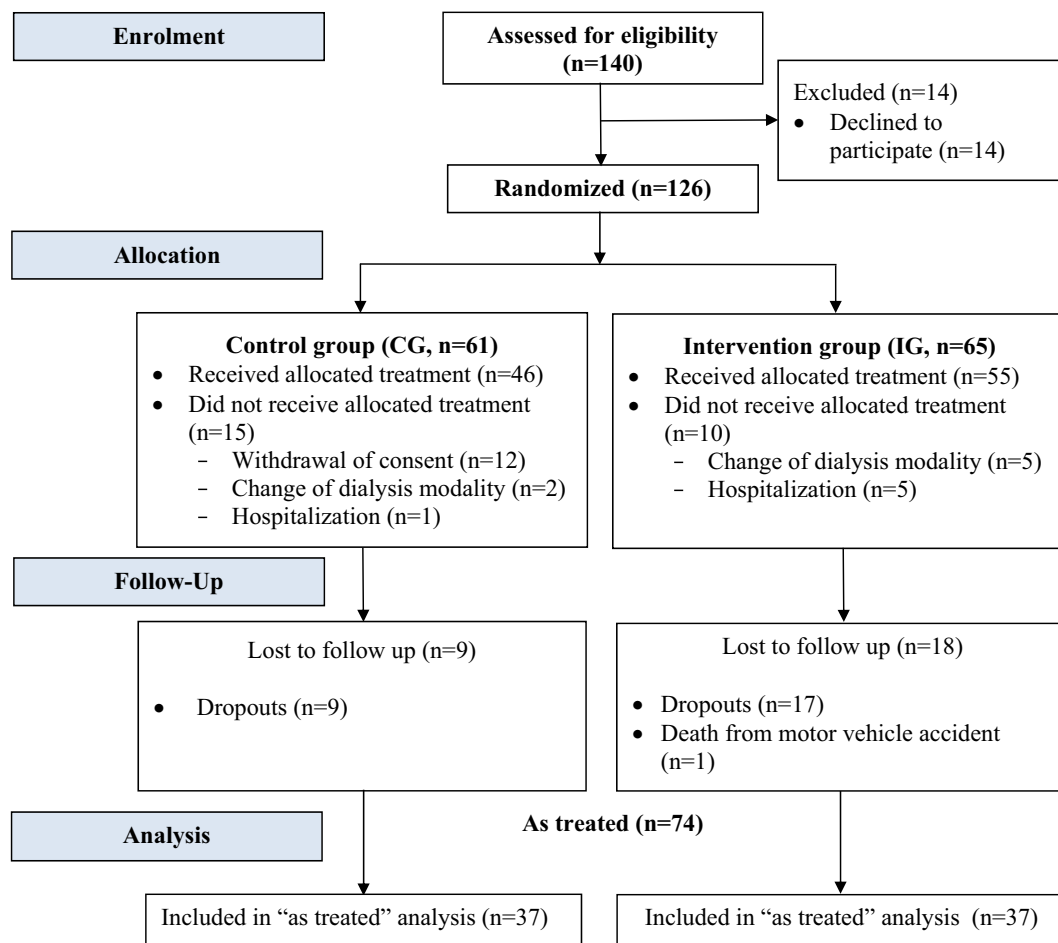 Enrolment
Assessed for eligibility
(n=140)
Excluded (n=14)
• Declined to
participate (n=14)
Randomized (n=126)
Allocation
Control group (CG, n=61)
• Received allocated treatment (n=46)
• Did not receive allocated treatment
(n=15)
- Withdrawal of consent (n=12)
- Change of dialysis modality (n=2)
- Hospitalization (n=1)
Intervention group (IG, n=65)
• Received allocated treatment (n=55)
• Did not receive allocated treatment
(n=10)
- Change of dialysis modality (n=5)
- Hospitalization (n=5)
Follow-Up
Lost to follow up (n=9)
• Dropouts (n=9)
Lost to follow up (n=18)
• Dropouts (n=17)
• Death from motor vehicle accident
(n=1)
Analysis
As treated (n=74)
Included in “as treated” analysis (n=37)
Included in “as treated” analysis (n=37)